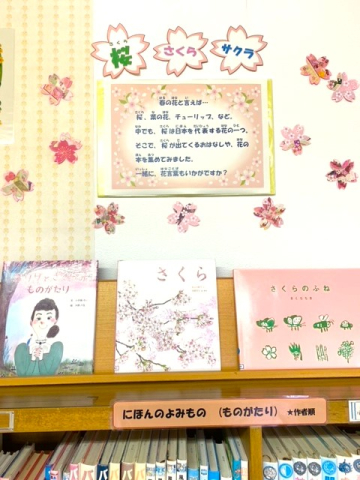 さくら
桜 さくら サクラ
春の花と言えば…
桜、菜の花、チューリップ、など。
中でも、桜は日本を代表する花の一つ。
そこで、桜が出てくるおはなしや、花の
本を集めてみました。
一緒に、花言葉もいかがですか？
ものがたり
さくら
さくらのふね
にほんのよみもの （ものがたり） ★作者順